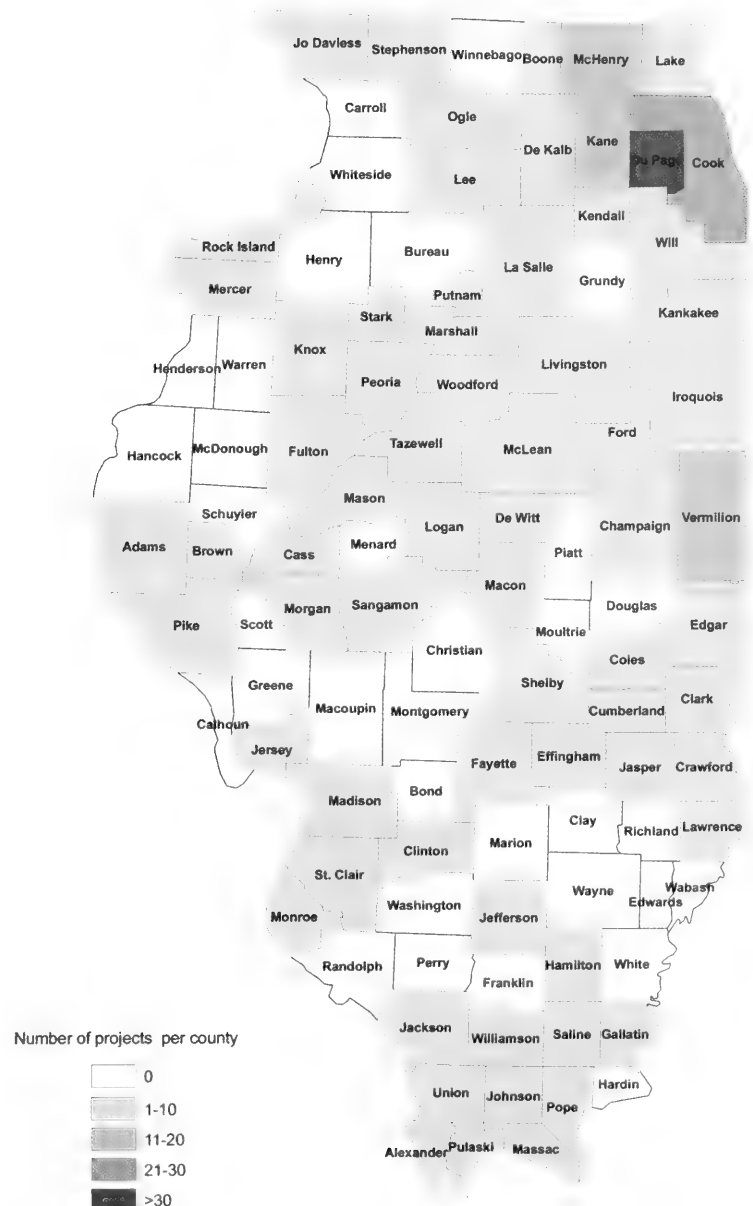 Jo Daviess Stephenson Winnebago Boone McHenry Lake
Carroll Ogle
De Kalb Kane Du Page Cook
Whiteside Lee
Kendall
Rock Island Henry Bureau La Salle Grundy Will
Mercer Putnam
Stark Kankakee
Marshall
Henderson Warren Knox Peoria Woodford Livingston
Iroquois
Hancock McDonough Fulton Tazewell McLean Ford
Mason
Schuyler Logan De Witt Champaign Vermilion
Adams Brown Cass Menard Piatt
Macon
Pike Scott Morgan Sangamon Douglas
Moultrie Edgar
Christian Coles
Greene Shelby
Calhoun Macoupin Montgomery Cumberland Clark
Jersey Fayette Effingham Jasper Crawford
Madison Bond
Clay
Clinton Marion Richland Lawrence
St. Clair
Washington Wayne Edwards Wabash
Monroe Jefferson
Randolph Perry Hamilton White
Franklin
Jackson Williamson Saline Gallatin
Number of projects per county
0
Union Johnson Pope Hardin
1-10
11-20
Alexander Pulaski Massac
21-30
>30